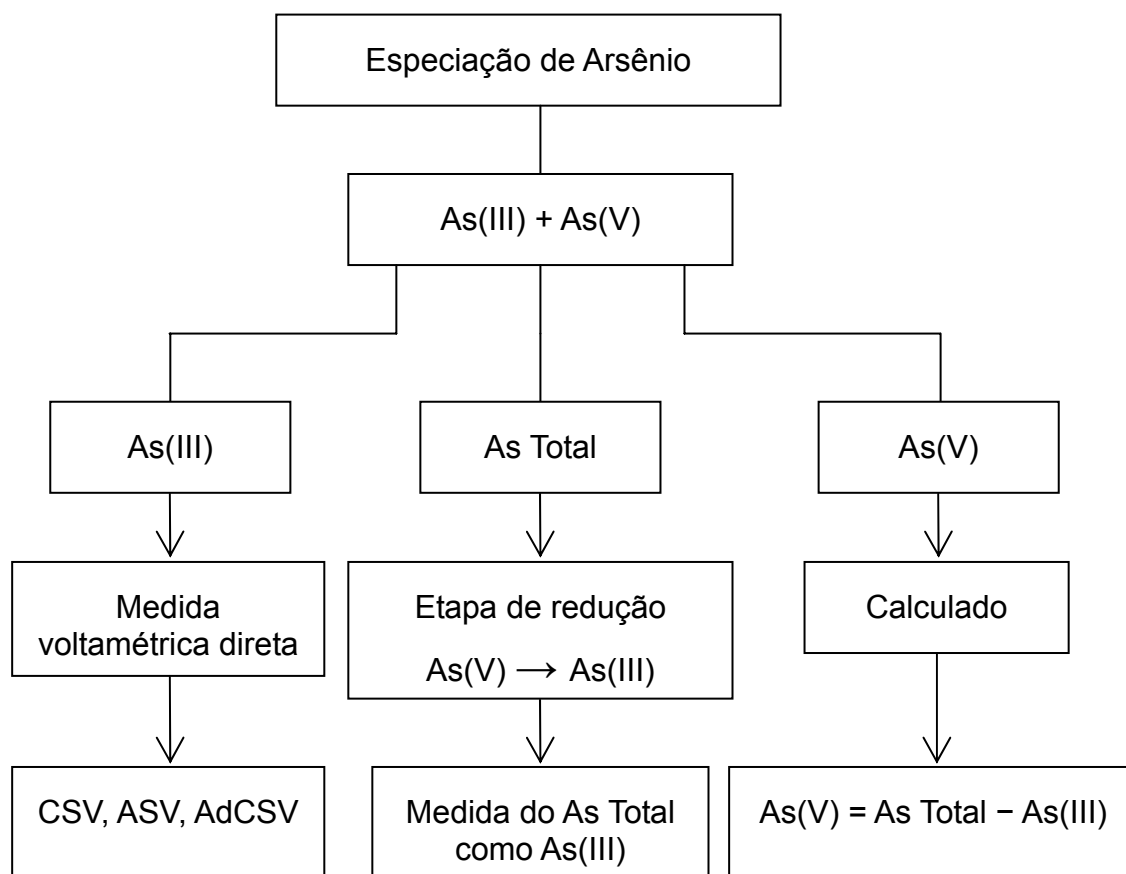 Especiação de Arsênio
As(III) + As(V)
As(III)
As Total
As(V)
Medida
voltamétrica direta
Etapa de redução
As(V) → As(III)
Calculado
CSV, ASV, AdCSV
Medida do As Total
como As(III)
As(V) = As Total − As(III)